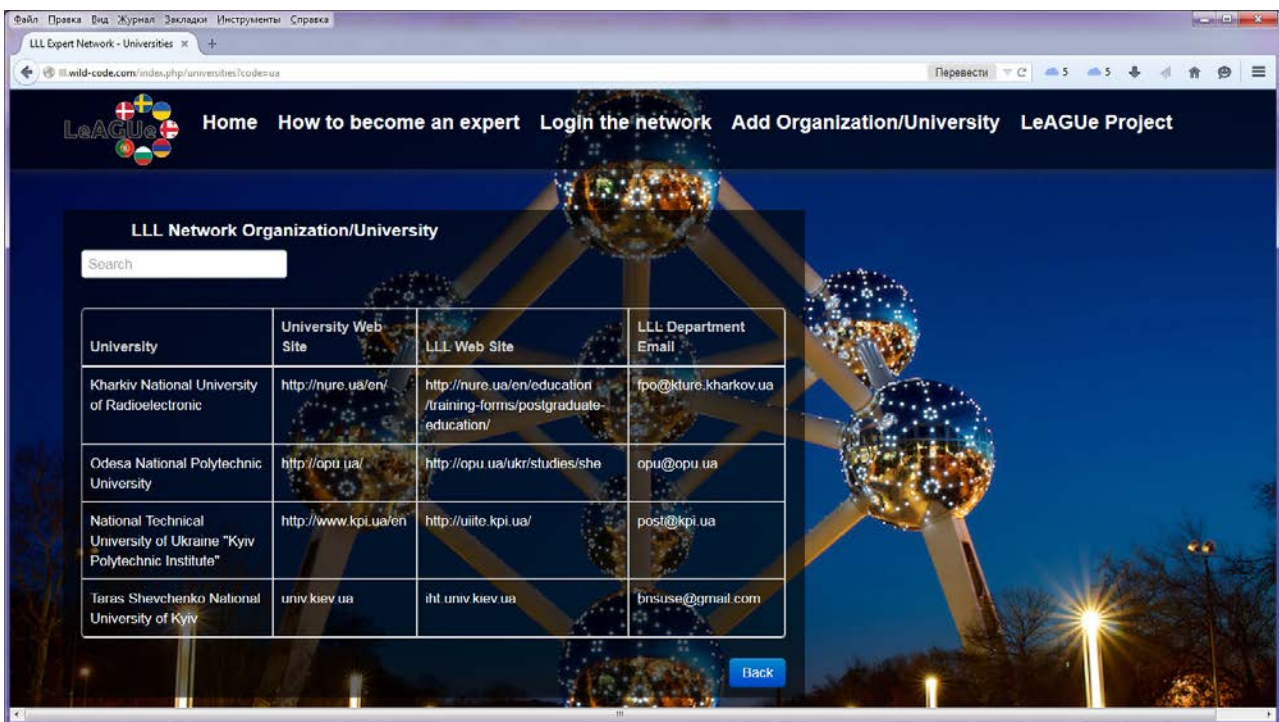 Файл Правка Вид Журнал Закладки Инструменты Справка
LLL Expert Network - Universities × +
lll.wild-code.com/index.php/universities?code=ua Перевести 5 5
LeAGUe Home How to become an expert Login the network Add Organization/University LeAGUe Project
LLL Network Organization/University
Search
University Web
LLL Department
University Site LLL Web Site Email
Kharkiv National University http://nure.ua/en/ http://nure.ua/en/education fpo@kture.kharkov.ua
of Radioelectronic /training-forms/postgraduate-
education/
Odesa National Polytechnic http://opu.ua/ http://opu.ua/ukr/studies/she opu@opu.ua
University
National Technical http://www.kpi.ua/en http://uiite.kpi.ua/ post@kpi.ua
University of Ukraine "Kyiv
Polytechnic Institute"
Taras Shevchenko National univ.kiev.ua iht.univ.kiev.ua bnsuse@gmail.com
University of Kyiv
Back